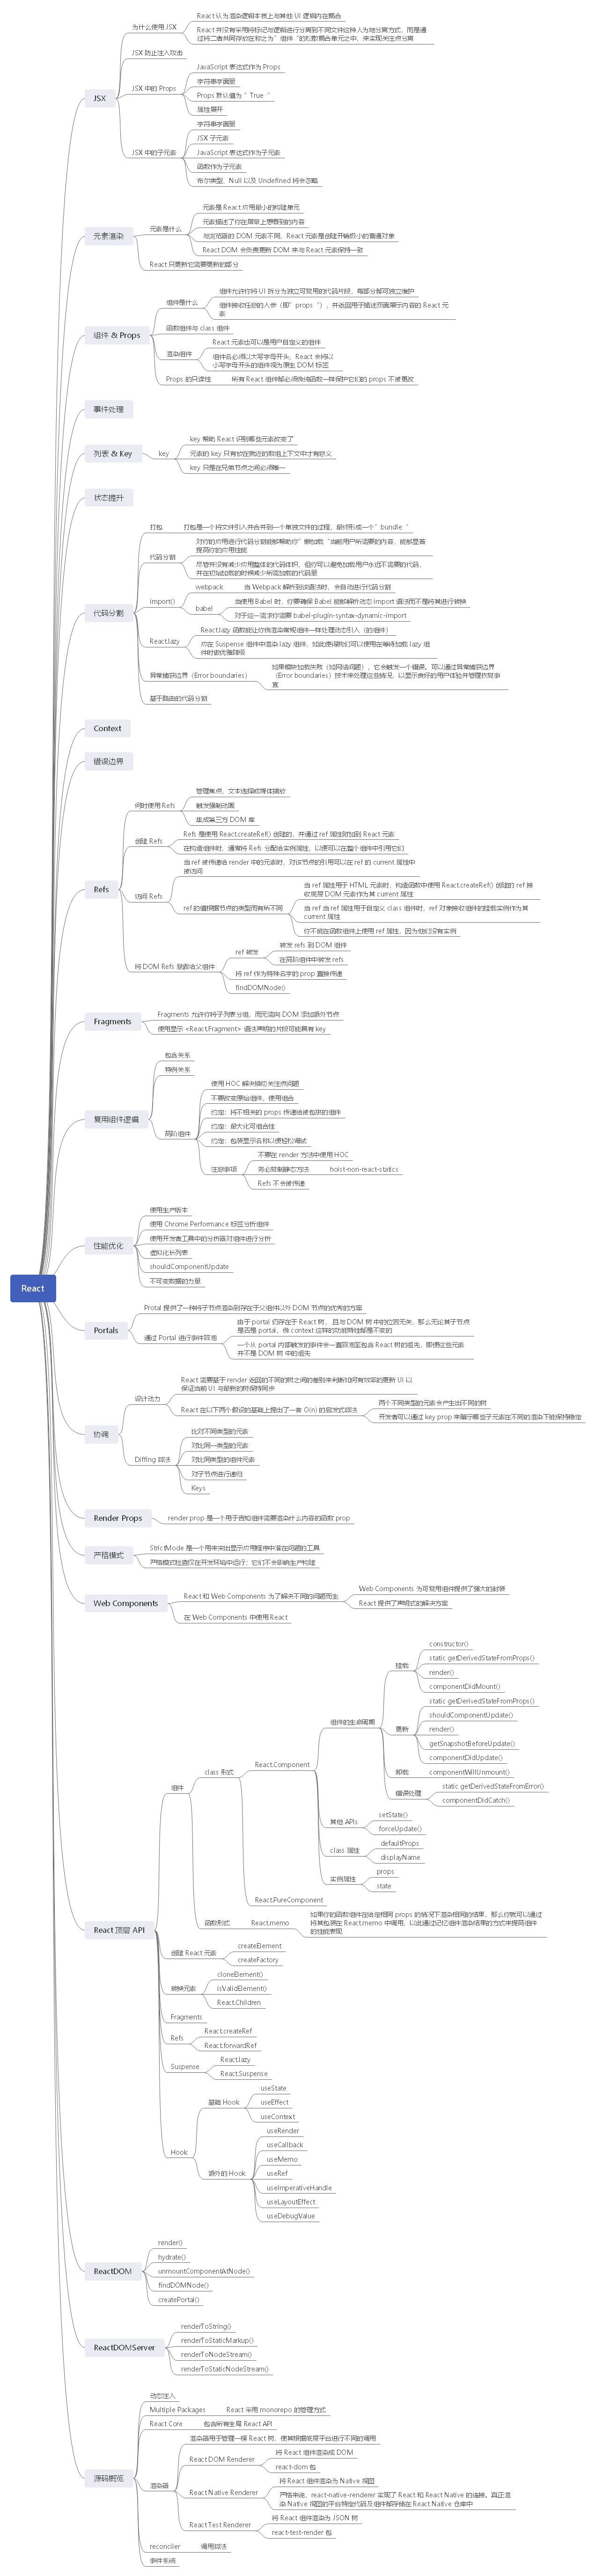 React
JSX
为什么使用 JSX
React 认为渲染逻辑本质上与其他 UI 逻辑内在耦合
React 并没有采用将标记与逻辑进行分离到不同文件这种人为地分离方式，而是通
过将二者共同存放在称之为“组件“的松散耦合单元之中，来实现关注点分离
JSX 防止注入攻击
JSX 中的 Props
JavaScript 表达式作为 Props
字符串字面量
Props 默认值为“True“
属性展开
JSX 中的子元素
字符串字面量
JSX 子元素
JavaScript 表达式作为子元素
函数作为子元素
布尔类型、Null 以及 Undefined 将会忽略
元素渲染
元素是什么
元素是 React 应用最小的构建单元
元素描述了你在屏幕上想看到的内容
与浏览器的 DOM 元素不同，React 元素是创建开销极小的普通对象
React DOM 会负责更新 DOM 来与 React 元素保持一致
React 只更新它需要更新的部分
组件 & Props
组件是什么
组件允许你将 UI 拆分为独立可复用的代码片段，每部分都可独立维护
组件接收任意的入参（即“props“），并返回用于描述页面展示内容的 React 元
素
函数组件与 class 组件
渲染组件
React 元素也可以是用户自定义的组件
组件名必须以大写字母开头，React 会将以
小写字母开头的组件视为原生 DOM 标签
Props 的只读性
所有 React 组件都必须像纯函数一样保护它们的 props 不被更改
事件处理
列表 & Key
key
key 帮助 React 识别哪些元素改变了
元素的 key 只有放在就近的数组上下文中才有意义
key 只是在兄弟节点之间必须唯一
状态提升
代码分割
打包
打包是一个将文件引入并合并到一个单独文件的过程，最终形成一个”bundle“
代码分割
对你的应用进行代码分割能够帮助你”懒加载“当前用户所需要的内容，能够显著
提高你的应用性能
尽管并没有减少应用整体的代码体积，但你可以避免加载用户永远不需要的代码，
并在初始加载的时候减少所需加载的代码量
import()
webpack
当 Webpack 解析到该语法时，会自动进行代码分割
babel
当使用 Babel 时，你要确保 Babel 能够解析动态 import 语法而不是将其进行转换
对于这一需求你需要 babel-plugin-syntax-dynamic-import
React.lazy
React.lazy 函数能让你像渲染常规组件一样处理动态引入（的组件）
应在 Suspense 组件中渲染 lazy 组件，如此使得我们可以使用在等待加载 lazy 组
件时做优雅降级
异常捕获边界（Error boundaries）
如果模块加载失败（如网络问题），它会触发一个错误。可以通过异常捕获边界
（Error boundaries）技术来处理这些情况，以显示良好的用户体验并管理恢复事
宜
基于路由的代码分割
Context
错误边界
Refs
何时使用 Refs
管理焦点，文本选择或媒体播放
触发强制动画
集成第三方 DOM 库
创建 Refs
Refs 是使用 React.createRef() 创建的，并通过 ref 属性附加到 React 元素
在构造组件时，通常将 Refs 分配给实例属性，以便可以在整个组件中引用它们
访问 Refs
当 ref 被传递给 render 中的元素时，对该节点的引用可以在 ref 的 current 属性中
被访问
ref 的值根据节点的类型而有所不同
当 ref 属性用于 HTML 元素时，构造函数中使用 React.createRef() 创建的 ref 接
收底层 DOM 元素作为其 current 属性
当 ref 当 ref 属性用于自定义 class 组件时，ref 对象接收组件的挂载实例作为其
current 属性
你不能在函数组件上使用 ref 属性，因为他们没有实例
将 DOM Refs 暴露给父组件
ref 转发
转发 refs 到 DOM 组件
在高阶组件中转发 refs
将 ref 作为特殊名字的 prop 直接传递
findDOMNode()
Fragments
Fragments 允许你将子列表分组，而无需向 DOM 添加额外节点
使用显示 <React.Fragment> 语法声明的片段可能具有 key
复用组件逻辑
包含关系
特例关系
高阶组件
使用 HOC 解决横切关注点问题
不要改变原始组件，使用组合
约定：将不相关的 props 传递给被包裹的组件
约定：最大化可组合性
约定：包装显示名称以便轻松调试
注意事项
不要在 render 方法中使用 HOC
务必复制静态方法
hoist-non-react-statics
Refs 不会被传递
性能优化
使用生产版本
使用 Chrome Performance 标签分析组件
使用开发者工具中的分析器对组件进行分析
虚拟化长列表
shouldComponentUpdate
不可变数据的力量
Portals
Protal 提供了一种将子节点渲染到存在于父组件以外 DOM 节点的优秀的方案
通过 Portal 进行事件冒泡
由于 portal 仍存在于 React 树， 且与 DOM 树 中的位置无关，那么无论其子节点
是否是 portal，像 context 这样的功能特性都是不变的
一个从 portal 内部触发的事件会一直冒泡至包含 React 树的祖先，即便这些元素
并不是 DOM 树 中的祖先
协调
设计动力
React 需要基于 render 返回的不同的树之间的差别来判断如何有效率的更新 UI 以
保证当前 UI 与最新的树保持同步
React 在以下两个假设的基础上提出了一套 O(n) 的启发式算法
两个不同类型的元素会产生出不同的树
开发者可以通过 key prop 来暗示哪些子元素在不同的渲染下能保持稳定
Diffing 算法
比对不同类型的元素
对比同一类型的元素
对比同类型的组件元素
对子节点进行递归
Keys
Render Props
render prop 是一个用于告知组件需要渲染什么内容的函数 prop
严格模式
StrictMode 是一个用来突出显示应用程序中潜在问题的工具
严格模式检查仅在开发环境中运行；它们不会影响生产构建
Web Components
React 和 Web Components 为了解决不同的问题而生
Web Components 为可复用组件提供了强大的封装
React 提供了声明式的解决方案
在 Web Components 中使用 React
React 顶层 API
组件
class 形式
React.Component
组件的生命周期
挂载
constructor()
static getDerivedStateFromProps()
render()
componentDidMount()
更新
static getDerivedStateFromProps()
shouldComponentUpdate()
render()
getSnapshotBeforeUpdate()
componentDidUpdate()
卸载
componentWillUnmount()
错误处理
static getDerivedStateFromError()
componentDidCatch()
其他 APIs
setState()
forceUpdate()
class 属性
defaultProps
displayName
实例属性
props
state
React.PureComponent
函数形式
React.memo
如果你的函数组件在给定相同 props 的情况下渲染相同的结果，那么你就可以通过
将其包装在 React.memo 中调用，以此通过记忆组件渲染结果的方式来提高组件
的性能表现
创建 React 元素
createElement
createFactory
转换元素
cloneElement()
isValidElement()
React.Children
Fragments
Refs
React.createRef
React.forwardRef
Suspense
React.lazy
React.Suspense
Hook
基础 Hook
useState
useEffect
useContext
额外的 Hook
useRender
useCallback
useMemo
useRef
useImperativeHandle
useLayoutEffect
useDebugValue
ReactDOM
render()
hydrate()
unmountComponentAtNode()
findDOMNode()
createPortal()
ReactDOMServer
renderToString()
renderToStaticMarkup()
renderToNodeStream()
renderToStaticNodeStream()
源码概览
动态注入
Multiple Packages
React 采用 monorepo 的管理方式
React Core
包含所有全局 React API
渲染器
渲染器用于管理一棵 React 树，使其根据底层平台进行不同的调用
React DOM Renderer
将 React 组件渲染成 DOM
react-dom 包
React Native Renderer
将 React 组件渲染为 Native 视图
严格来说，react-native-renderer 实现了 React 和 React Native 的连接。真正渲
染 Native 视图的平台特定代码及组件都存储在 React Native 仓库中
React Test Renderer
将 React 组件渲染为 JSON 树
react-test-render 包
reconciler
调用算法
事件系统